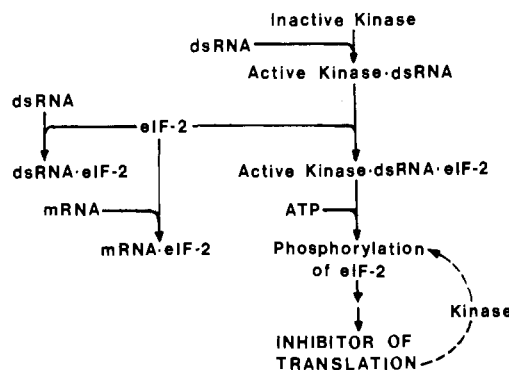 Inactive Kinase
dsRNA
Active Kinase·dsRNA
dsRNA
eIF-2
dsRNA·eIF-2
Active Kinase·dsRNA·eIF-2
mRNA
ATP
mRNA·eIF-2
Phosphorylation
of eIF-2
Kinase
INHIBITOR OF
TRANSLATION